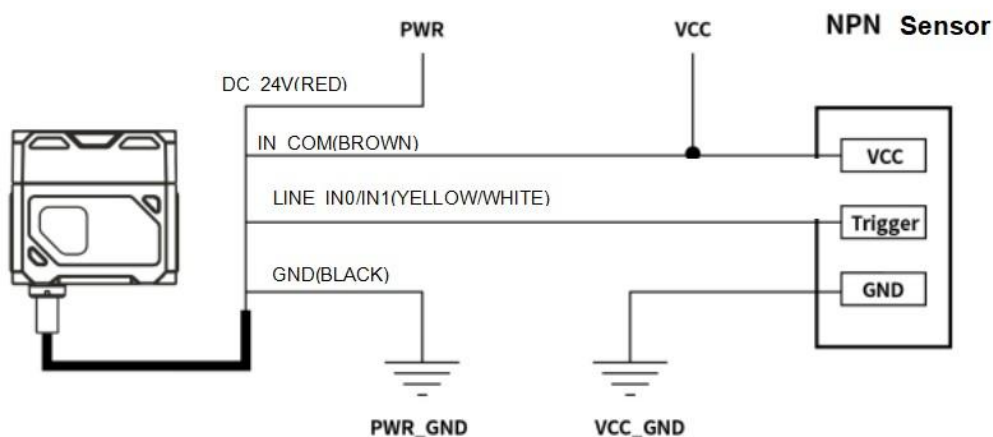 PWR
VCC
NPN Sensor
DC 24V(RED)
IN COM(BROWN)
VCC
LINE IN0/IN1(YELLOW/WHITE)
Trigger
GND(BLACK)
GND
PWR_GND
VCC_GND